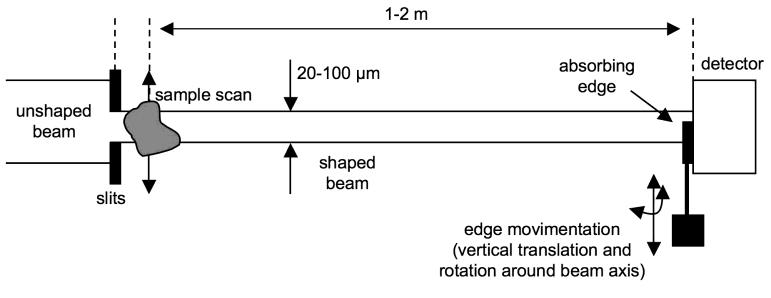 1-2 m
detector
20-100 µm
absorbing
edge
sample scan
unshaped
beam
shaped
beam
slits
edge movimentation
(vertical translation and
rotation around beam axis)